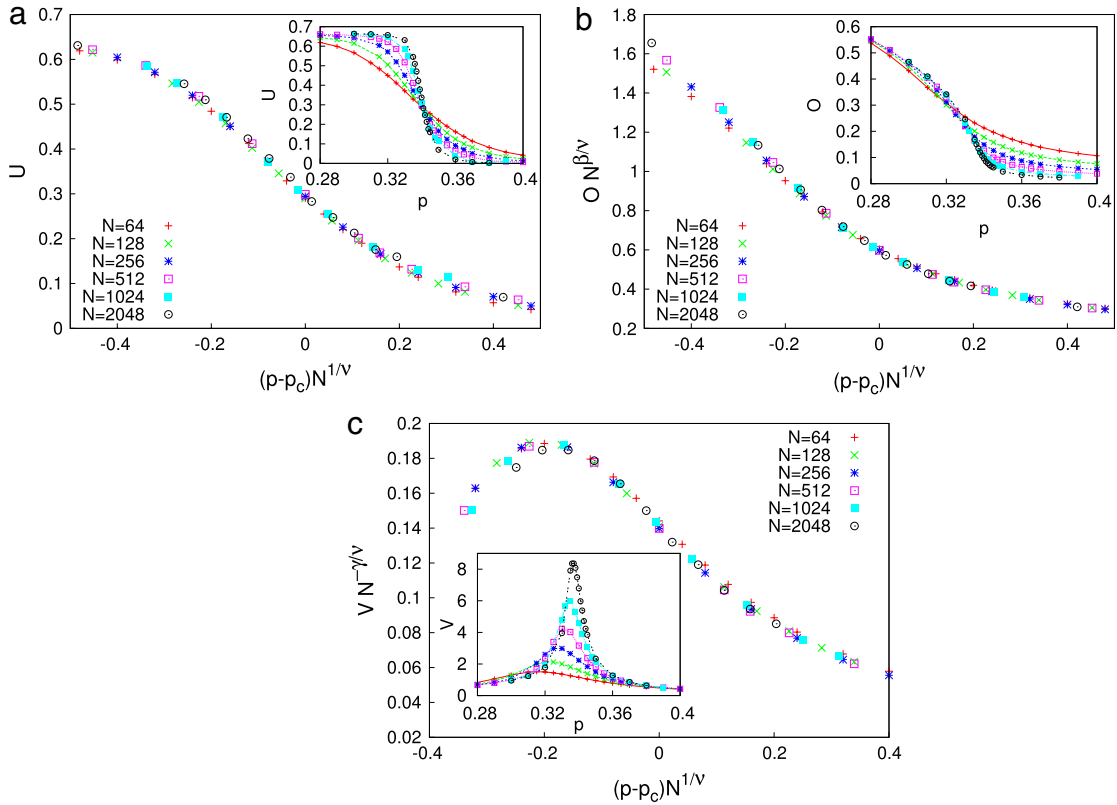 a
U
0.7
0.6
0.5
0.4
0.3
0.2
0.1
0
-0.4 -0.2 0 0.2 0.4
(p-pc)N^1/ν
N=64
N=128
N=256
N=512
N=1024
N=2048
U
0.7
0.6
0.5
0.4
0.3
0.2
0.1
0
0.28 0.32 0.36 0.4
p
b
O N^β/ν
1.8
1.6
1.4
1.2
1.0
0.8
0.6
0.4
0.2
-0.4 -0.2 0 0.2 0.4
(p-pc)N^1/ν
N=64
N=128
N=256
N=512
N=1024
N=2048
O
0.6
0.5
0.4
0.3
0.2
0.1
0
0.28 0.32 0.36 0.4
p
c
V N^-γ/ν
0.2
0.18
0.16
0.14
0.12
0.1
0.08
0.06
0.04
0.02
-0.4 -0.2 0 0.2 0.4
(p-pc)N^1/ν
N=64
N=128
N=256
N=512
N=1024
N=2048
V
8
6
4
2
0
0.28 0.32 0.36 0.4
p